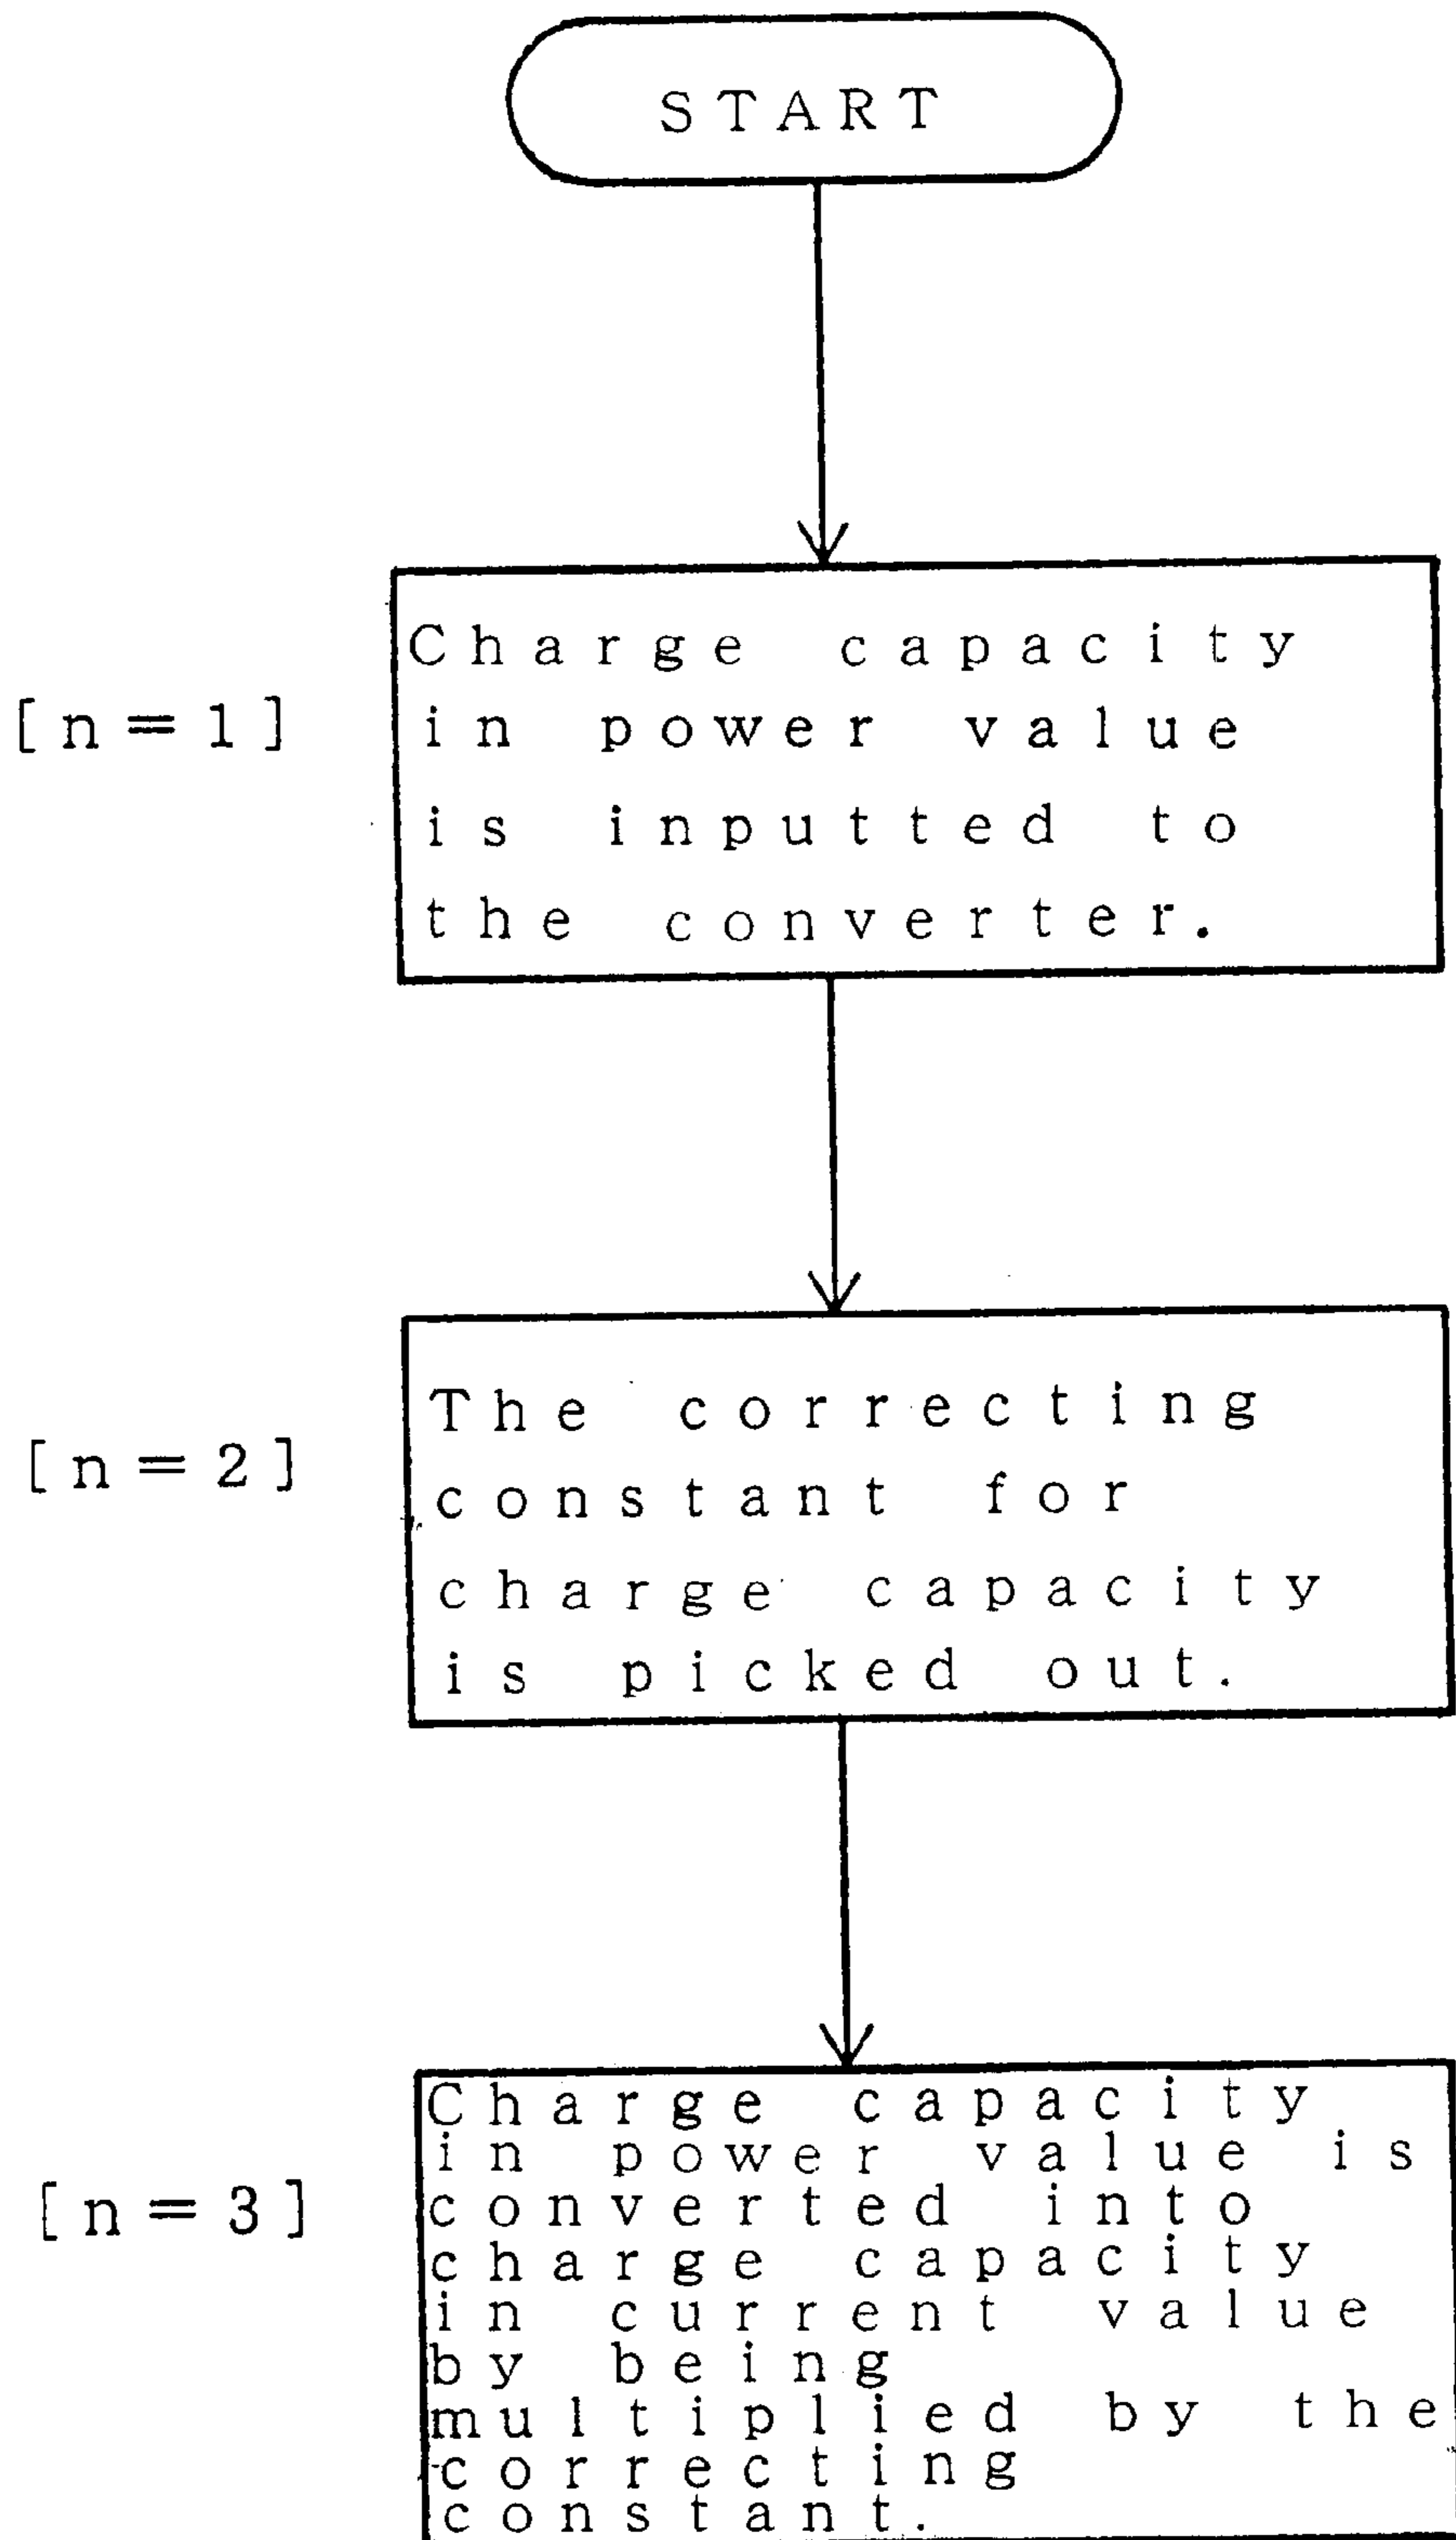 START
[n=1]
Charge capacity
in power value
is inputted to
the converter.
[n=2]
The correcting
constant for
charge capacity
is picked out.
[n=3]
Charge capacity
in power value is
converted into
charge capacity
in current value
by being
multiplied by the
correcting
constant.